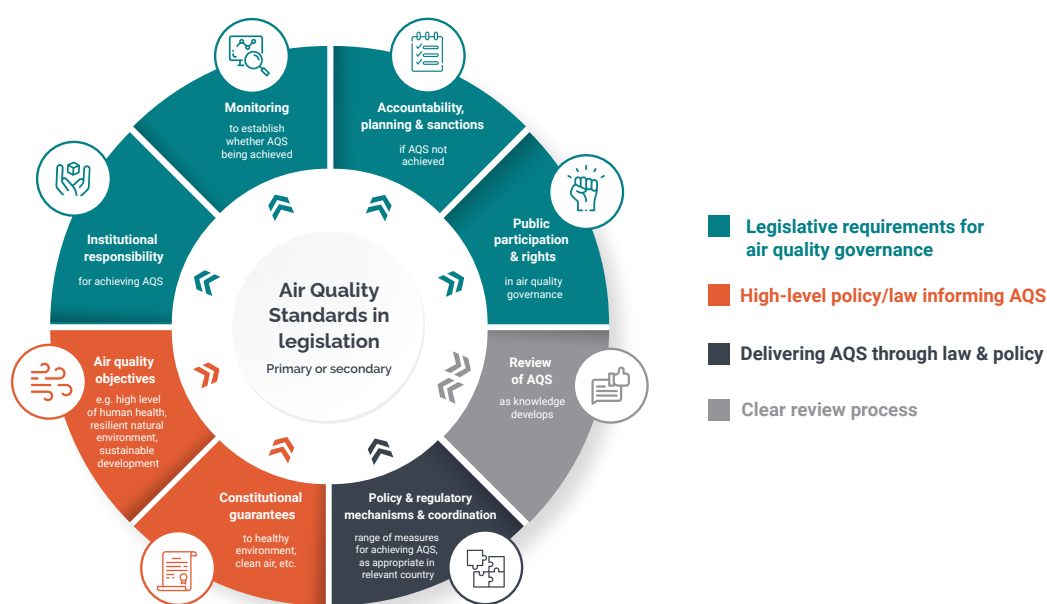 Monitoring
to establish
whether AQS
being achieved
Accountability,
planning & sanctions
if AQS not
achieved
Public
participation
& rights
in air quality
governance
Review
of AQS
as knowledge
develops
Policy & regulatory
mechanisms & coordination
range of measures
for achieving AQS,
as appropriate in
relevant country
Constitutional
guarantees
to healthy
environment,
clean air, etc.
Air quality
objectives
e.g. high level
of human health,
resilient natural
environment,
sustainable
development
Institutional
responsibility
for achieving AQS
Air Quality
Standards in
legislation
Primary or secondary
Legislative requirements for
air quality governance
High-level policy/law informing AQS
Delivering AQS through law & policy
Clear review process